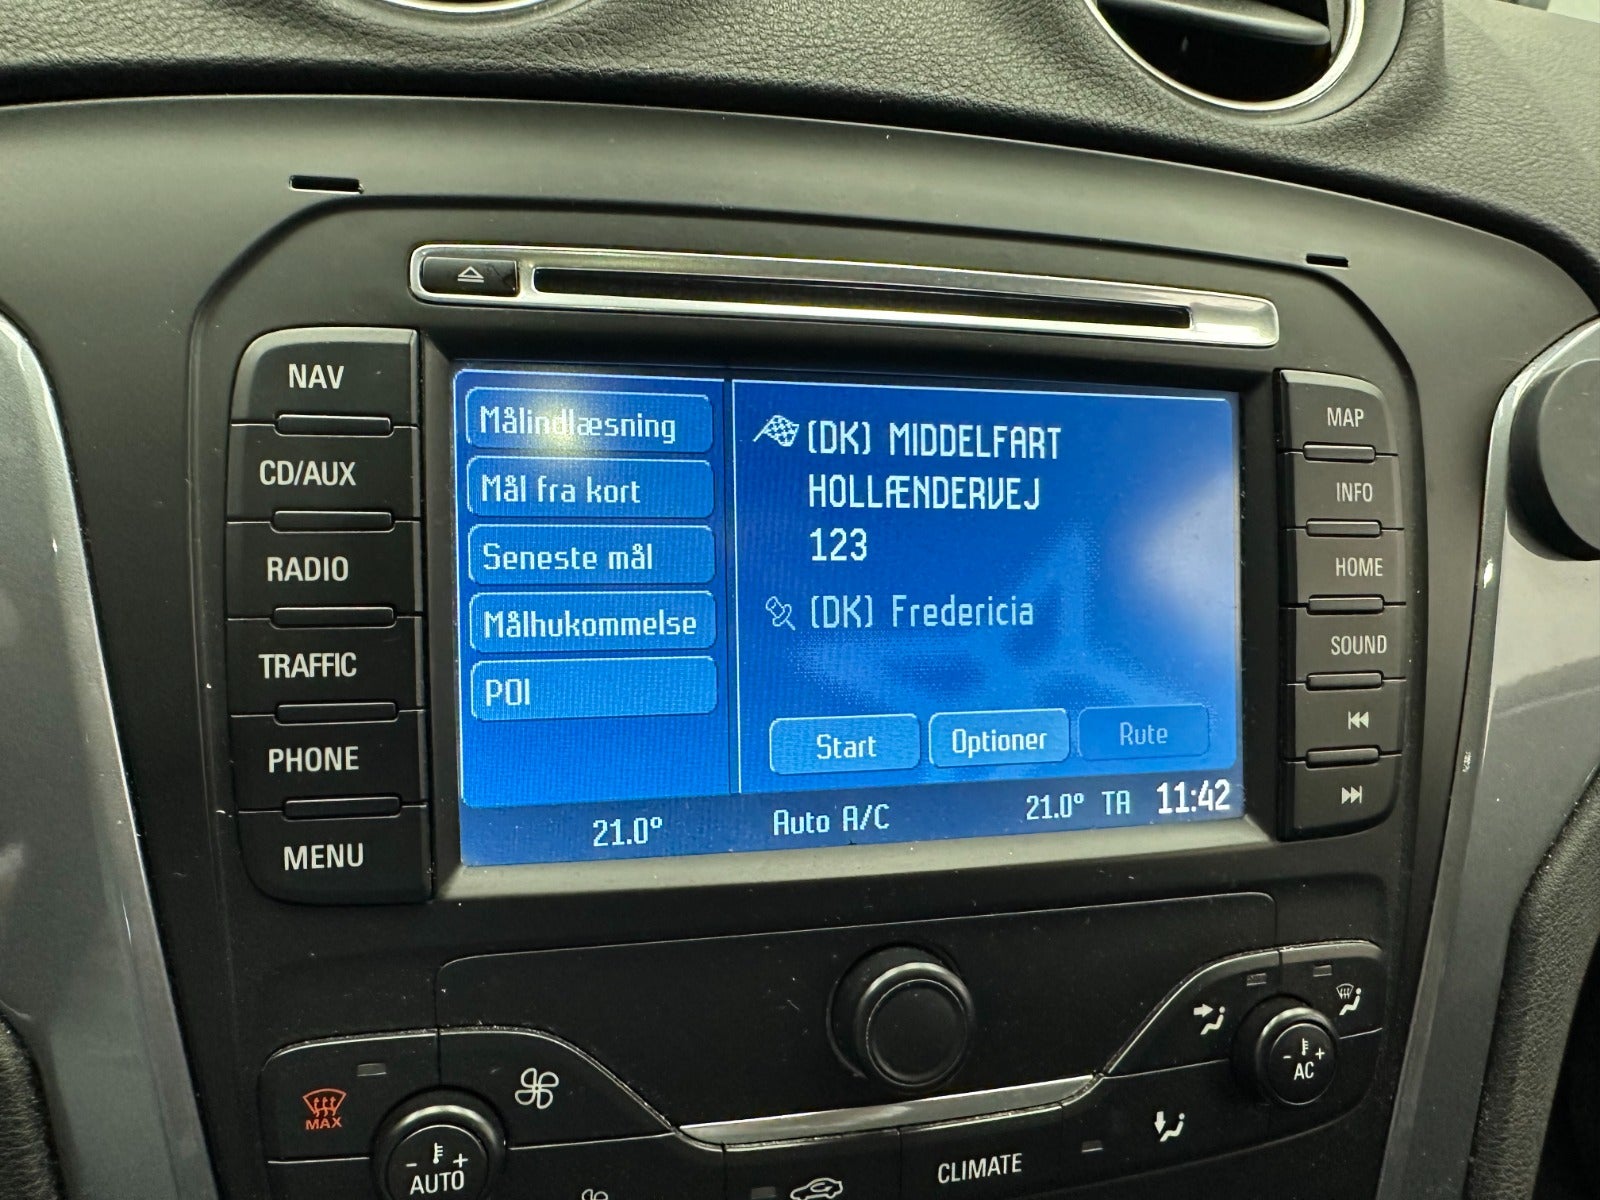 NAV
CD/AUX
RADIO
TRAFFIC
PHONE
MENU
Målindlæsning
Mål fra kort
Seneste mål
Målhukommelse
POI
(DK) MIDDELFART
HOLLÆNDERVEJ
123
(DK) Fredericia
Start Optioner Rute
21.0° Auto A/C 21.0° TA 11:42
MAP
INFO
HOME
SOUND
MAX
- + AUTO
CLIMATE
- + AC